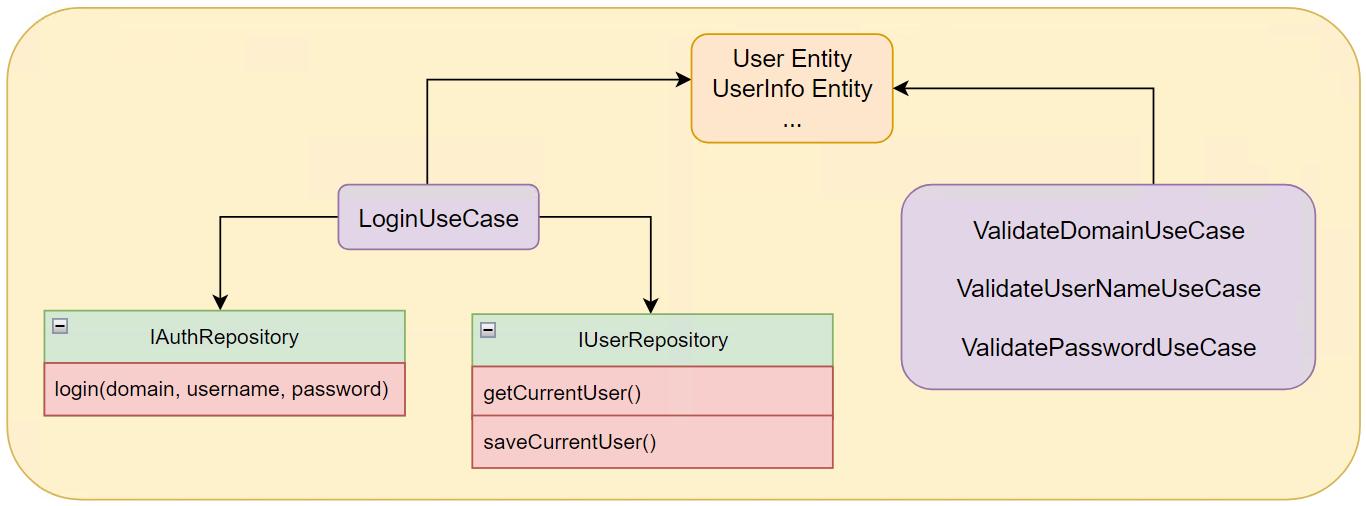 User Entity
UserInfo Entity
...
LoginUseCase
ValidateDomainUseCase
ValidateUserNameUseCase
ValidatePasswordUseCase
IAuthRepository
login(domain, username, password)
IUserRepository
getCurrentUser()
saveCurrentUser()